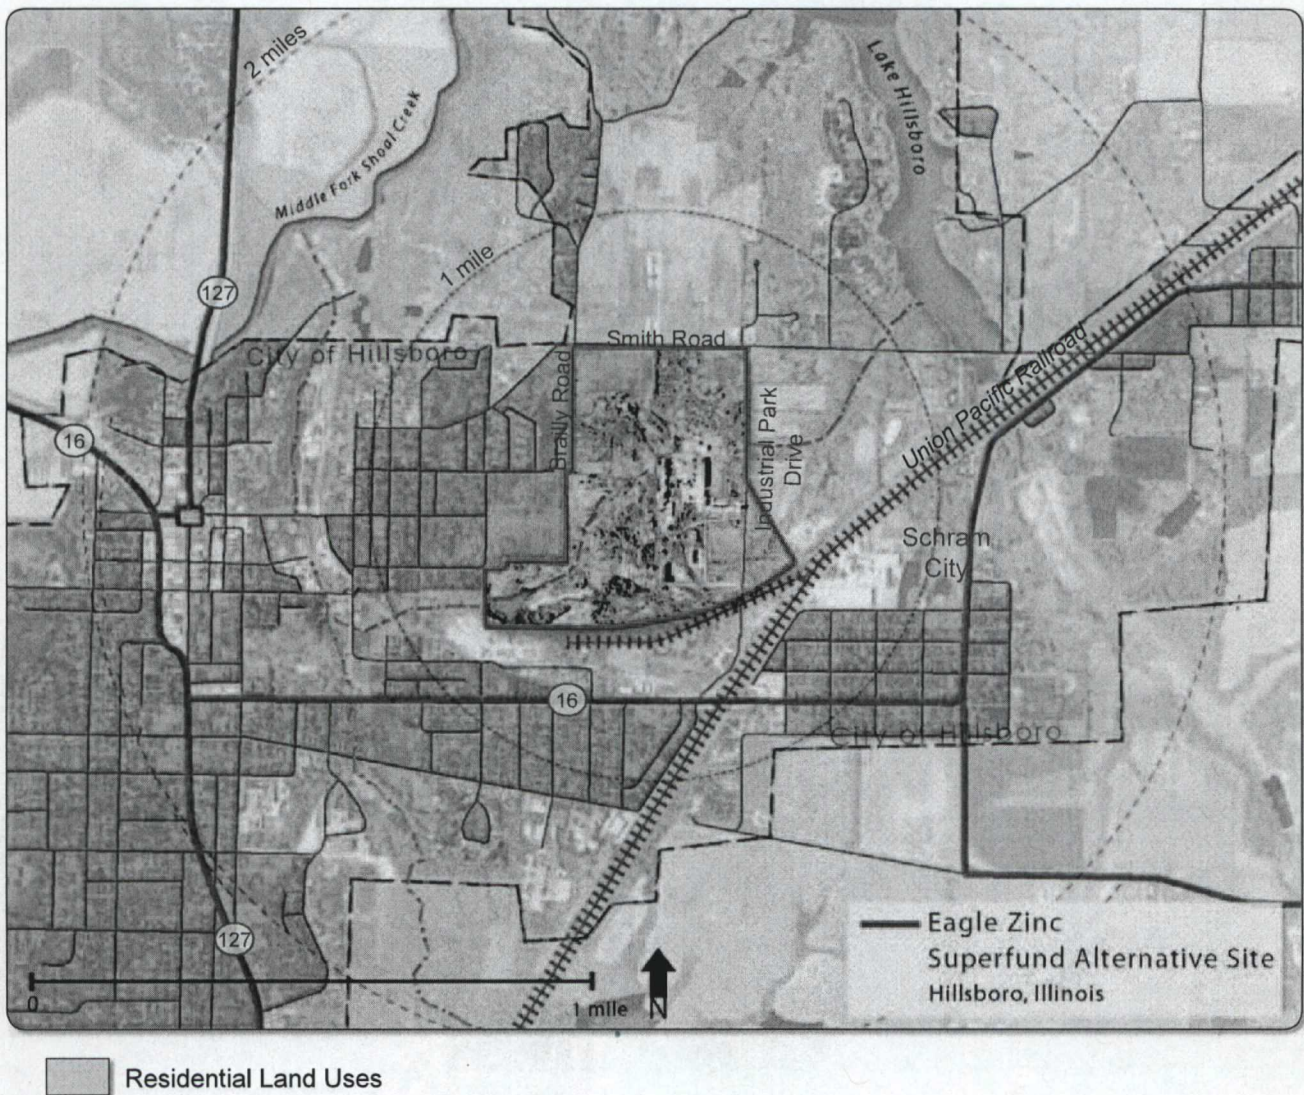 2 miles
Lake Hillsboro
Middle Fork Shoal Creek
1 mile
127
Smith Road
City of Hillsboro
Brailly Road
Industrial Park
Drive
Union Pacific Railroad
16
Schram
City
16
City of Hillsboro
127
0
1 mile
N
Eagle Zinc
Superfund Alternative Site
Hillsboro, Illinois
Residential Land Uses